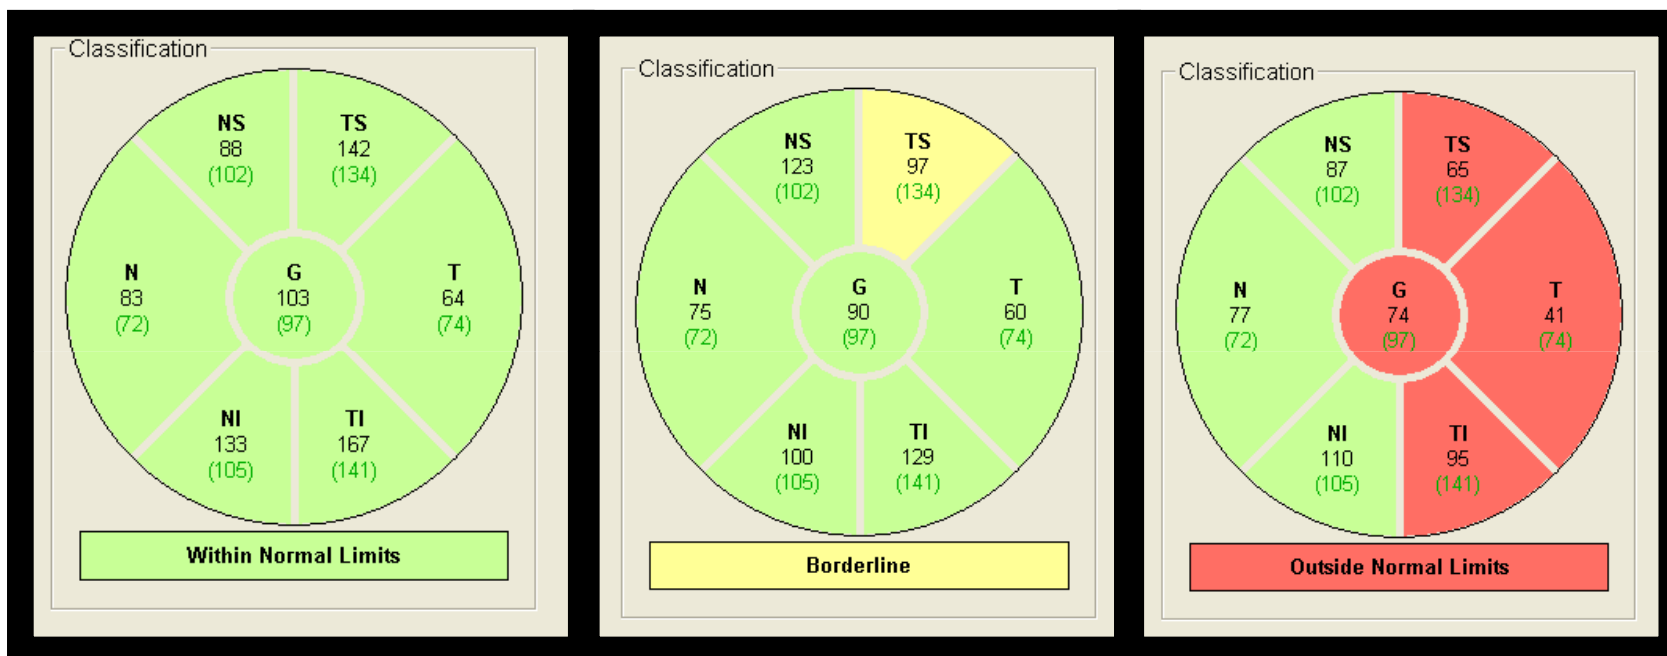 Classification
NS
88
(102)
TS
142
(134)
N
83
(72)
G
103
(97)
T
64
(74)
NI
133
(105)
TI
167
(141)
Within Normal Limits
Classification
NS
123
(102)
TS
97
(134)
N
75
(72)
G
90
(97)
T
60
(74)
NI
100
(105)
TI
129
(141)
Borderline
Classification
NS
87
(102)
TS
65
(134)
N
77
(72)
G
74
(97)
T
41
(74)
NI
110
(105)
TI
95
(141)
Outside Normal Limits